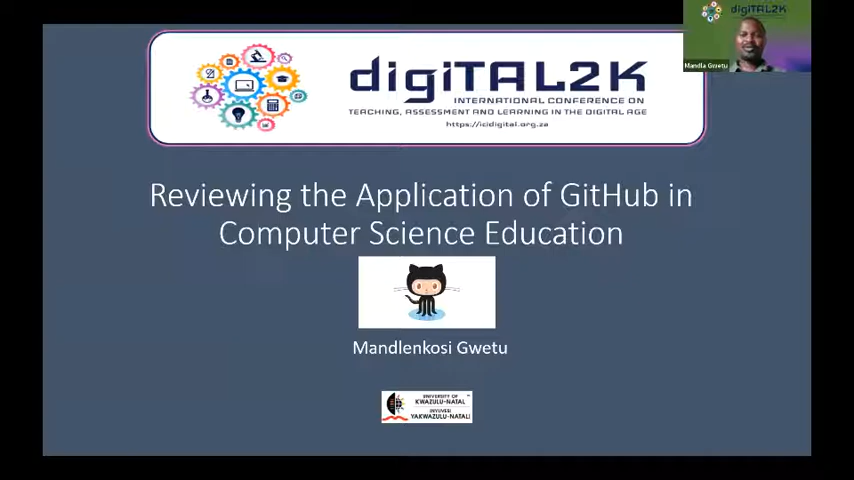 digiTAL2K
Mandla Gwetu
digiTAL2K
INTERNATIONAL CONFERENCE ON
TEACHING, ASSESSMENT AND LEARNING IN THE DIGITAL AGE
https://icidigital.org.za
Reviewing the Application of GitHub in
Computer Science Education
Mandlenkosi Gwetu
UNIVERSITY OF
KWAZULU-NATAL
INYUVESI
YAKWAZULU-NATALI